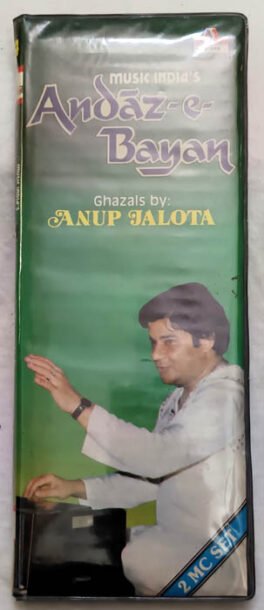 MUSIC INDIA'S
Andāz-e-
Bayan
Ghazals by:
ANUP JALOTA
2 MC SET